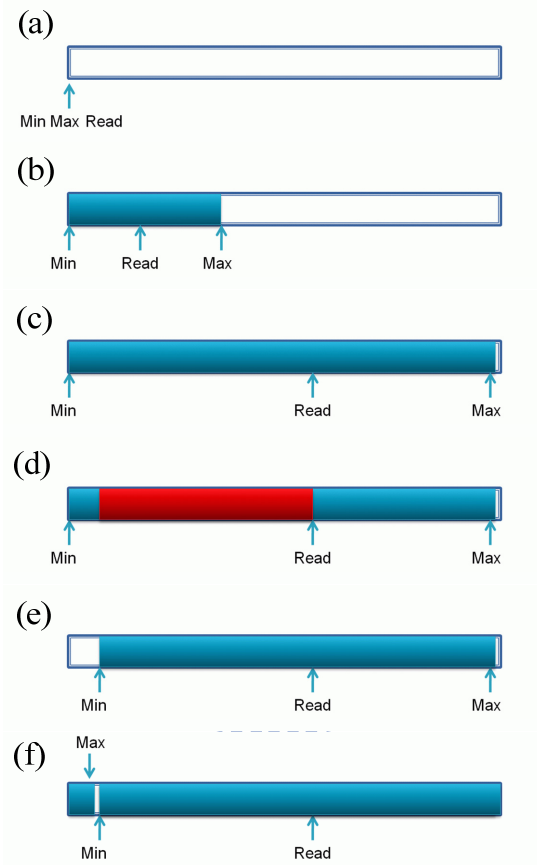 (a)
Min Max Read
(b)
Min Read Max
(c)
Min Read Max
(d)
Min Read Max
(e)
Min Read Max
(f)
Max
Min Read